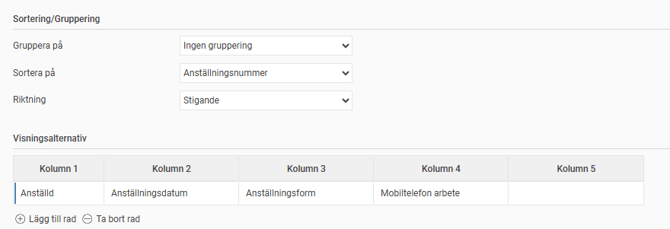 Sortering/Gruppering
Gruppera på Ingen gruppering
Sortera på Anställningsnummer
Riktning Stigande
Visningsalternativ
Kolumn 1 Kolumn 2 Kolumn 3 Kolumn 4 Kolumn 5
Anställd Anställningsdatum Anställningsform Mobiltelefon arbete
Lägg till rad Ta bort rad